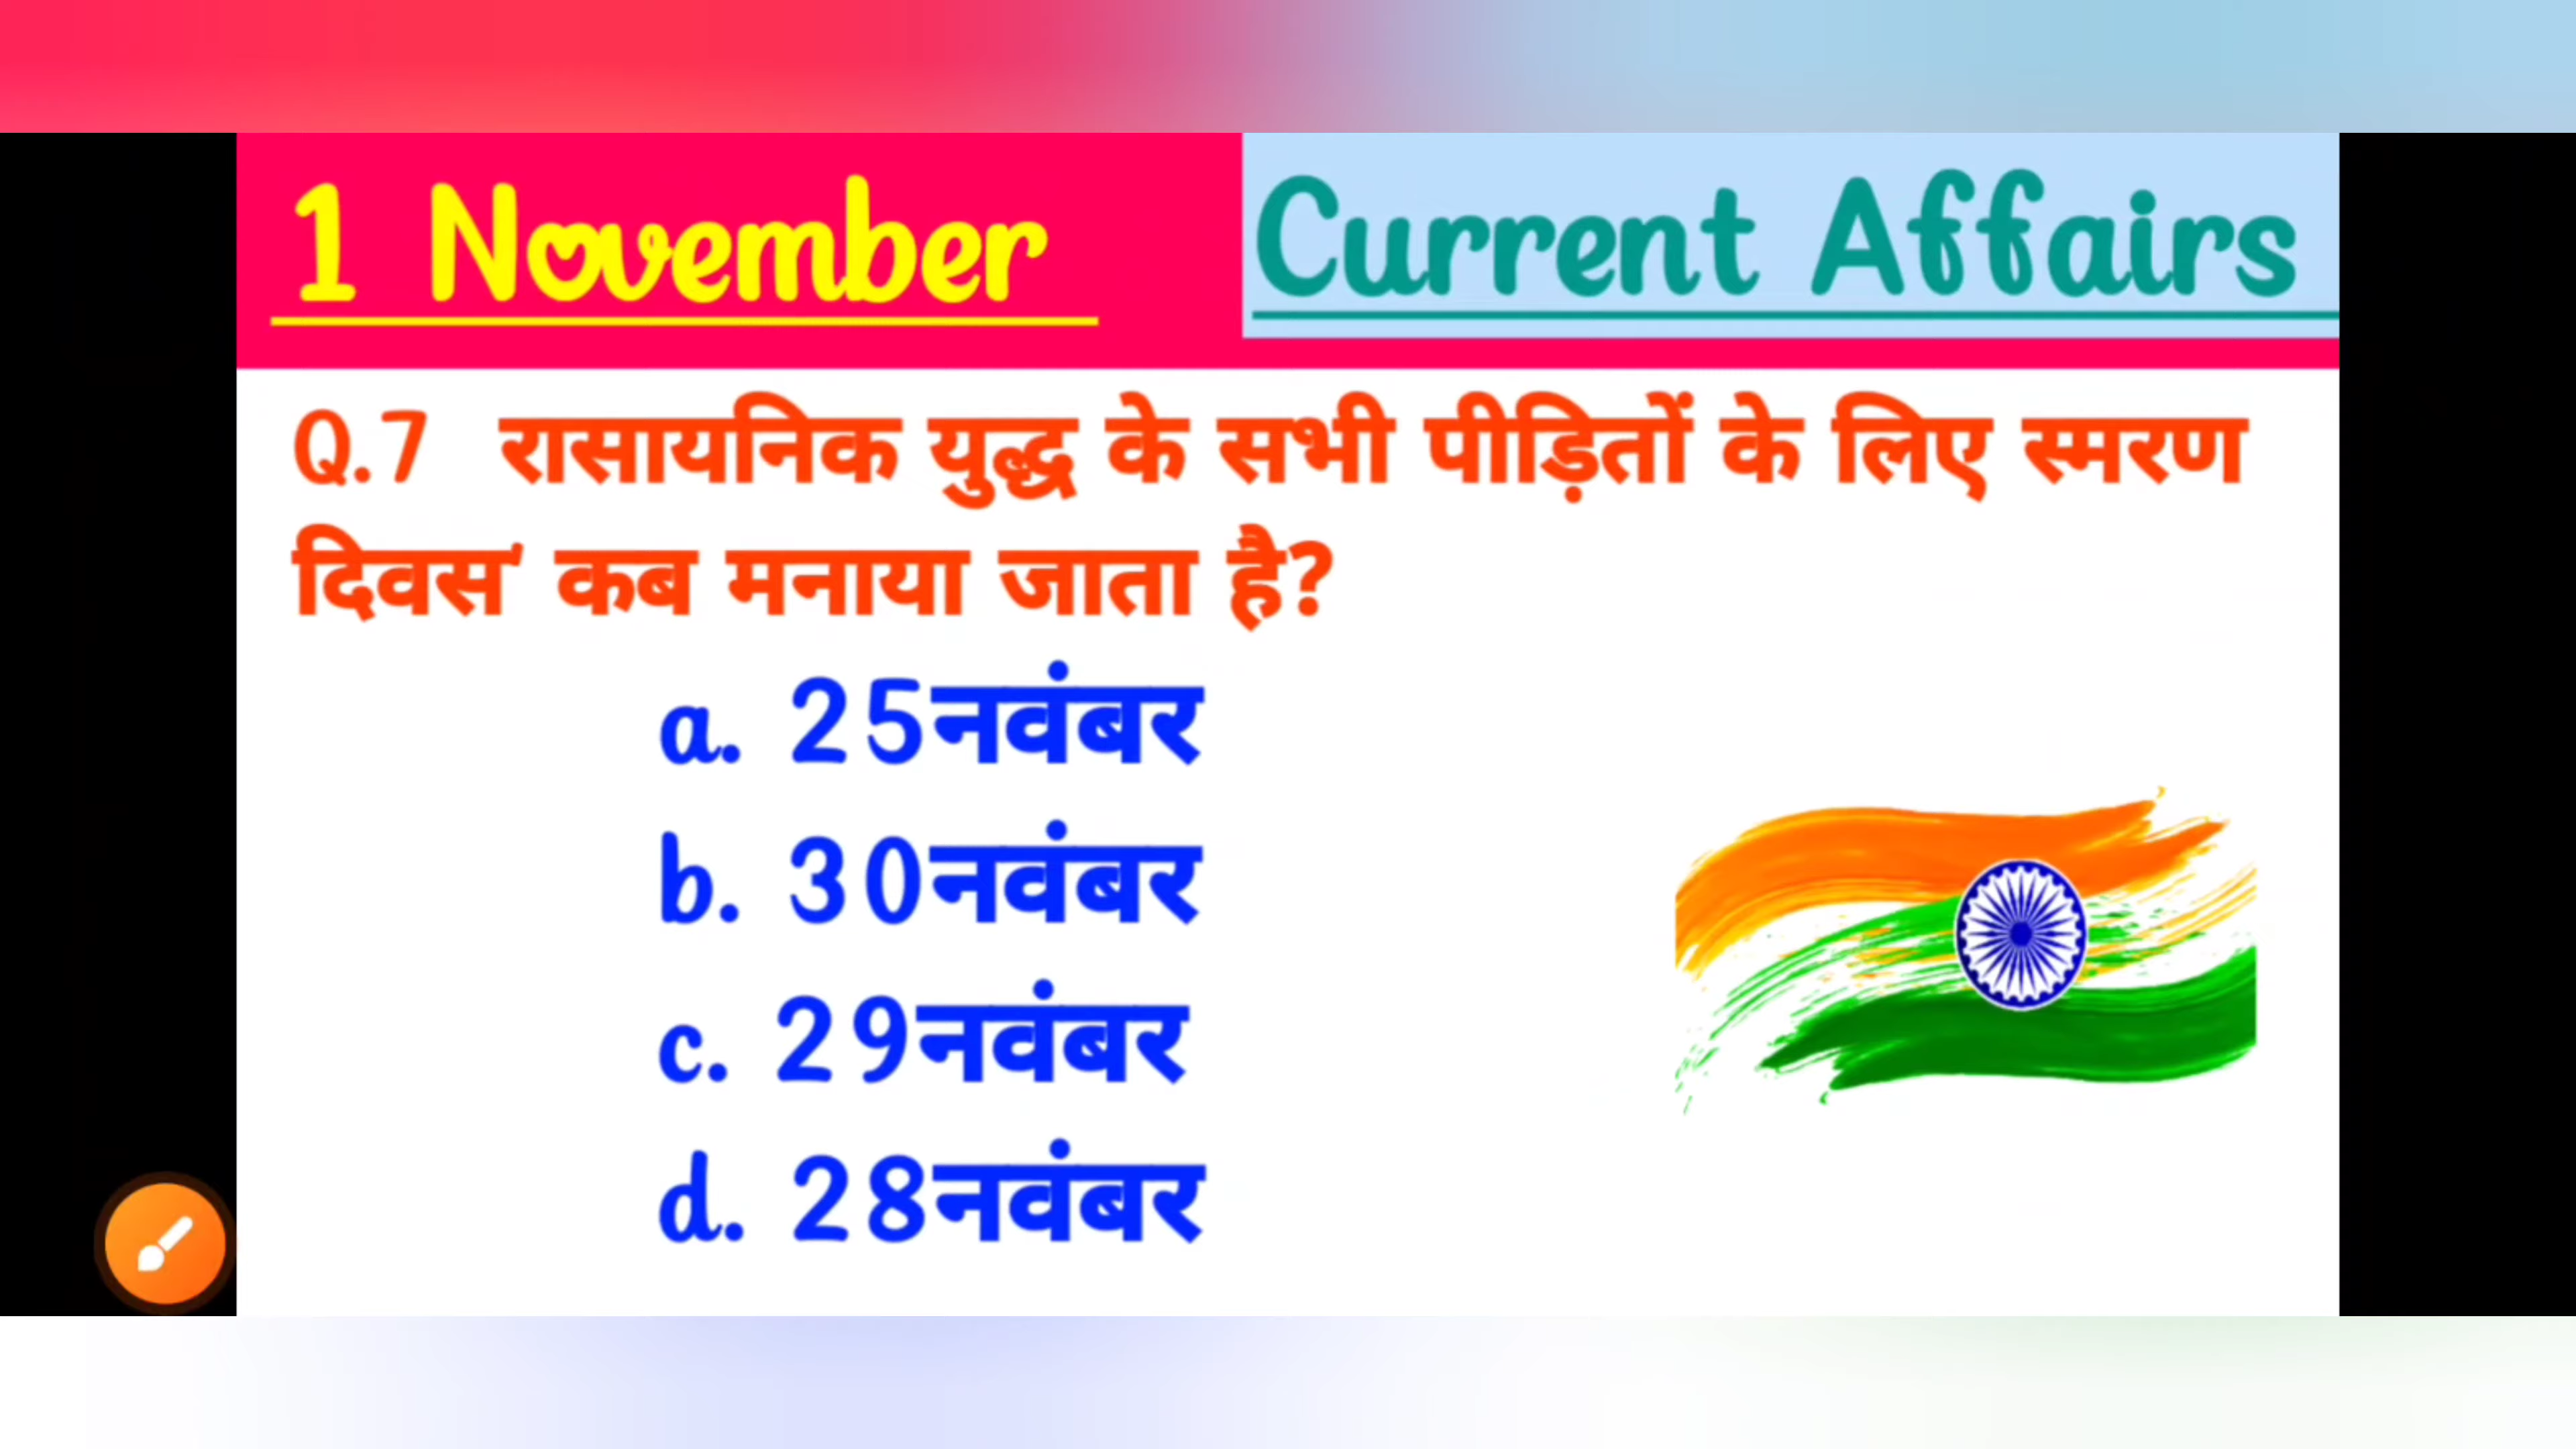 1 November
Current Affairs
Q.7 रासायनिक युद्ध के सभी पीड़ितों के लिए स्मरण
दिवस' कब मनाया जाता है?
a. 25नवंबर
b. 30नवंबर
c. 29नवंबर
d. 28नवंबर